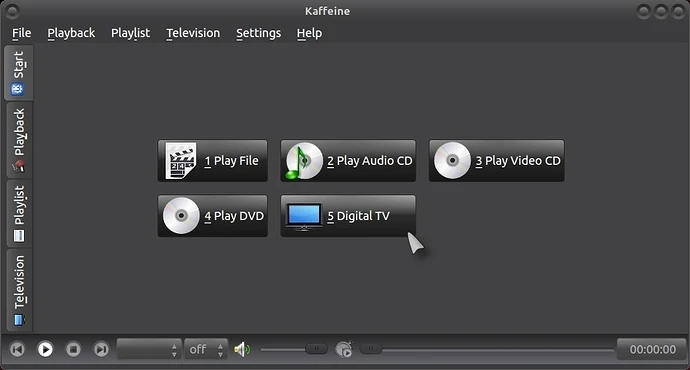 Kaffeine
File Playback Playlist Television Settings Help
Start
Playback
Playlist
Television
1 Play File 2 Play Audio CD 3 Play Video CD
4 Play DVD 5 Digital TV
off 00:00:00